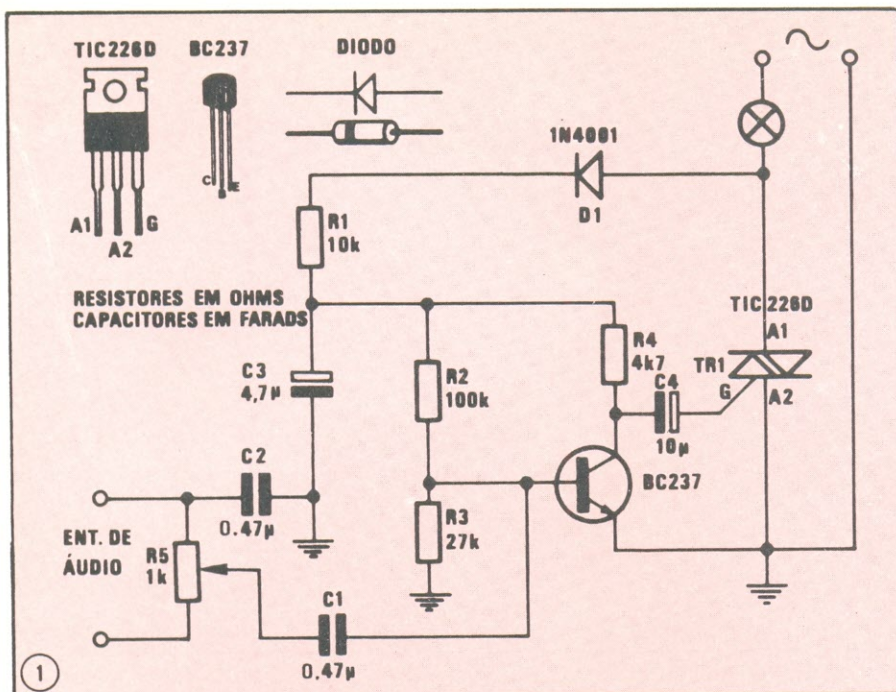 TIC226D
BC237
DIODO
C
B
E
A1
A2
G
1N4001
D1
R1
10k
RESISTORES EM OHMS
CAPACITORES EM FARADS
C3
4,7µ
R2
100k
R4
4k7
TIC226D
A1
TR1
G
A2
C4
10µ
BC237
C2
0.47µ
R3
27k
ENT. DE
ÁUDIO
R5
1k
C1
0.47µ
1